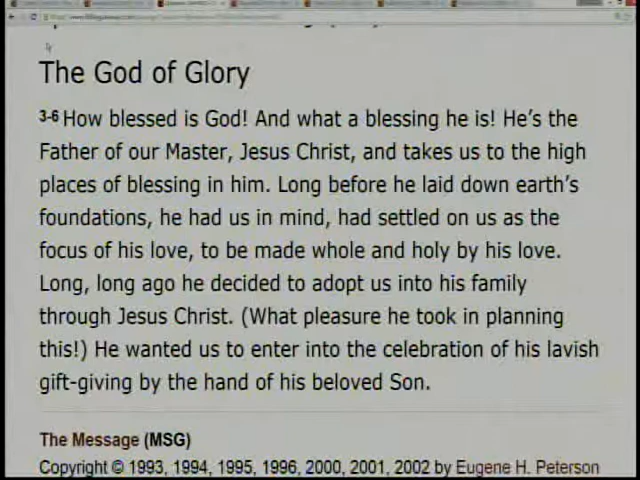 The God of Glory
3-6 How blessed is God! And what a blessing he is! He's the
Father of our Master, Jesus Christ, and takes us to the high
places of blessing in him. Long before he laid down earth's
foundations, he had us in mind, had settled on us as the
focus of his love, to be made whole and holy by his love.
Long, long ago he decided to adopt us into his family
through Jesus Christ. (What pleasure he took in planning
this!) He wanted us to enter into the celebration of his lavish
gift-giving by the hand of his beloved Son.
The Message (MSG)
Copyright © 1993, 1994, 1995, 1996, 2000, 2001, 2002 by Eugene H. Peterson